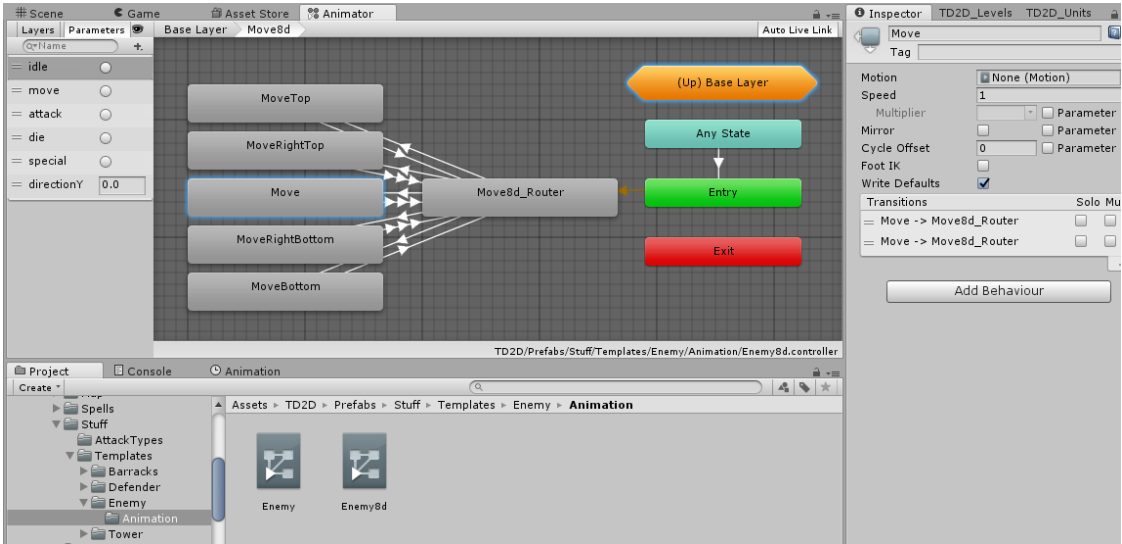 Scene Game Asset Store Animator
Layers Parameters Base Layer Move8d Auto Live Link
Name
idle
move
attack
die
special
directionY 0.0
MoveTop
MoveRightTop
Move
MoveRightBottom
MoveBottom
Move8d_Router
(Up) Base Layer
Any State
Entry
Exit
TD2D/Prefabs/Stuff/Templates/Enemy/Animation/Enemy8d.controller
Inspector TD2D_Levels TD2D_Units
Move
Tag
Motion None (Motion)
Speed 1
Multiplier Parameter
Mirror Parameter
Cycle Offset 0 Parameter
Foot IK
Write Defaults
Transitions Solo Mu
Move -> Move8d_Router
Move -> Move8d_Router
Add Behaviour
Project Console Animation
Create
Spells
Stuff
AttackTypes
Templates
Barracks
Defender
Enemy
Animation
Tower
Assets TD2D Prefabs Stuff Templates Enemy Animation
Enemy Enemy8d